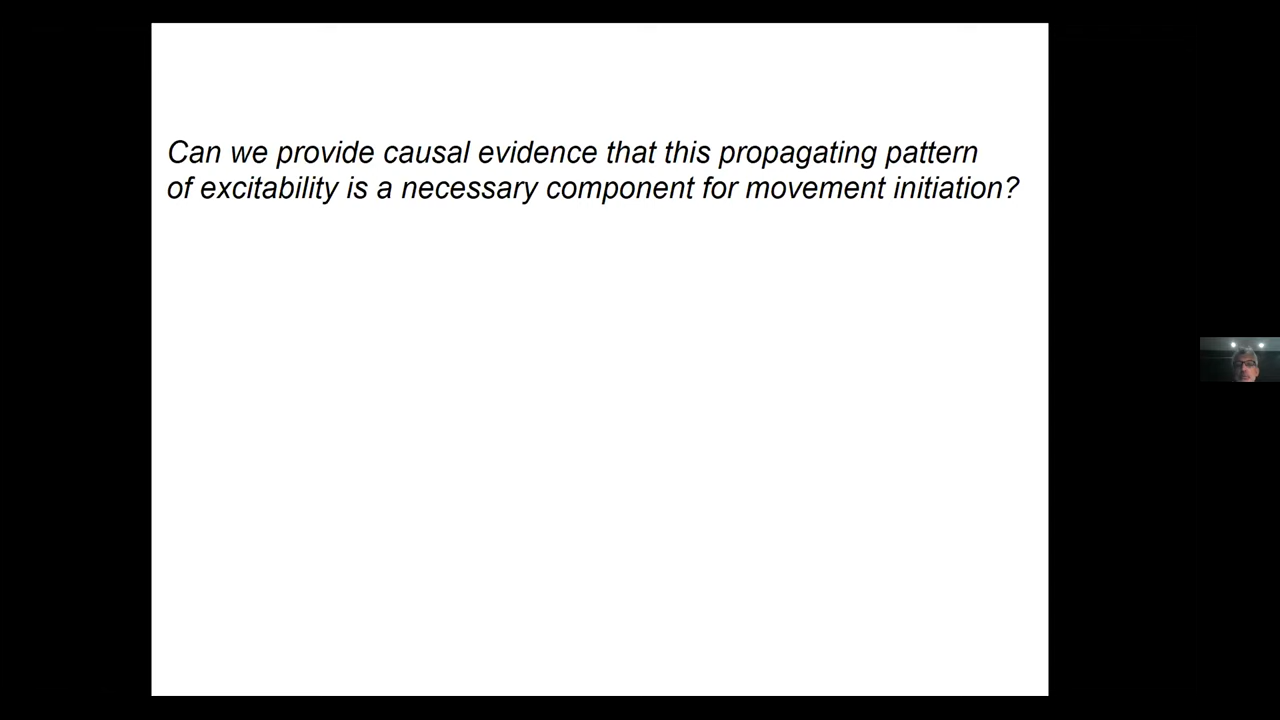 Can we provide causal evidence that this propagating pattern
of excitability is a necessary component for movement initiation?